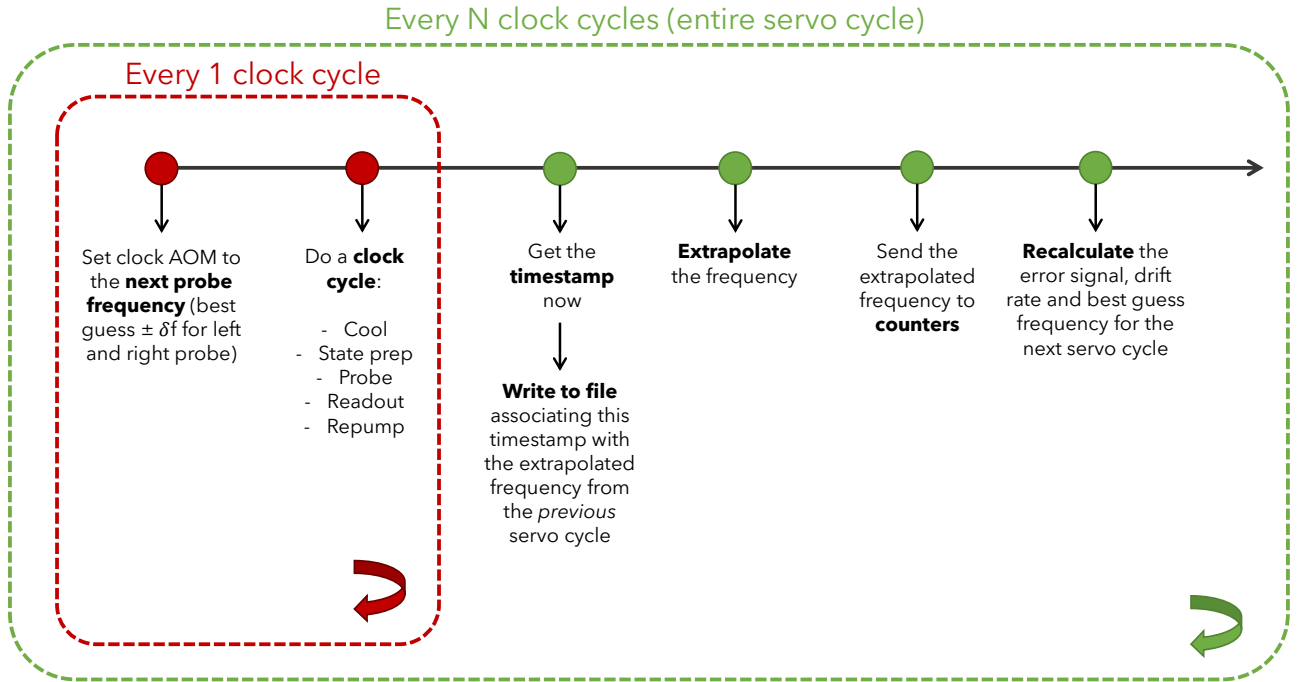 Every N clock cycles (entire servo cycle)
Every 1 clock cycle
Set clock AOM to
the next probe
frequency (best
guess ± δf for left
and right probe)
Do a clock
cycle:
- Cool
- State prep
- Probe
- Readout
- Repump
Get the
timestamp
now
Write to file
associating this
timestamp with
the extrapolated
frequency from
the previous
servo cycle
Extrapolate
the frequency
Send the
extrapolated
frequency to
counters
Recalculate the
error signal, drift
rate and best guess
frequency for the
next servo cycle